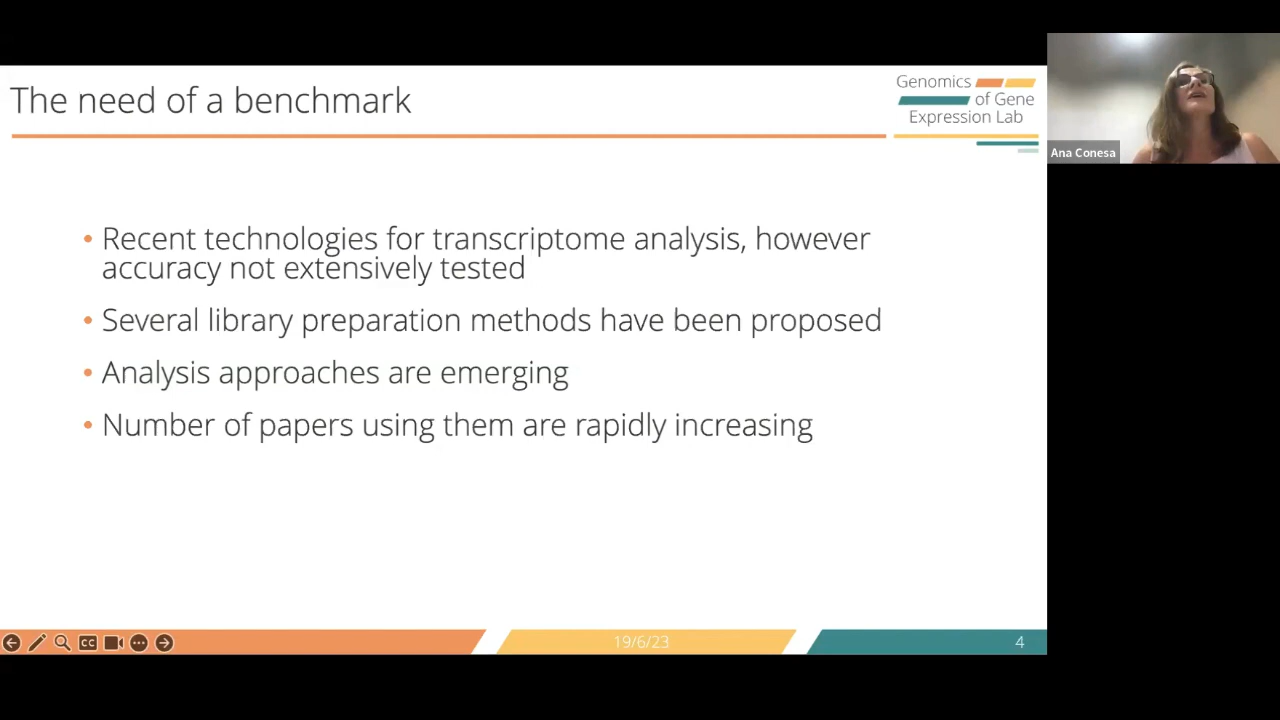 The need of a benchmark
Genomics
of Gene
Expression Lab
Ana Conesa
• Recent technologies for transcriptome analysis, however
accuracy not extensively tested
• Several library preparation methods have been proposed
• Analysis approaches are emerging
• Number of papers using them are rapidly increasing
CC
19/6/23
4